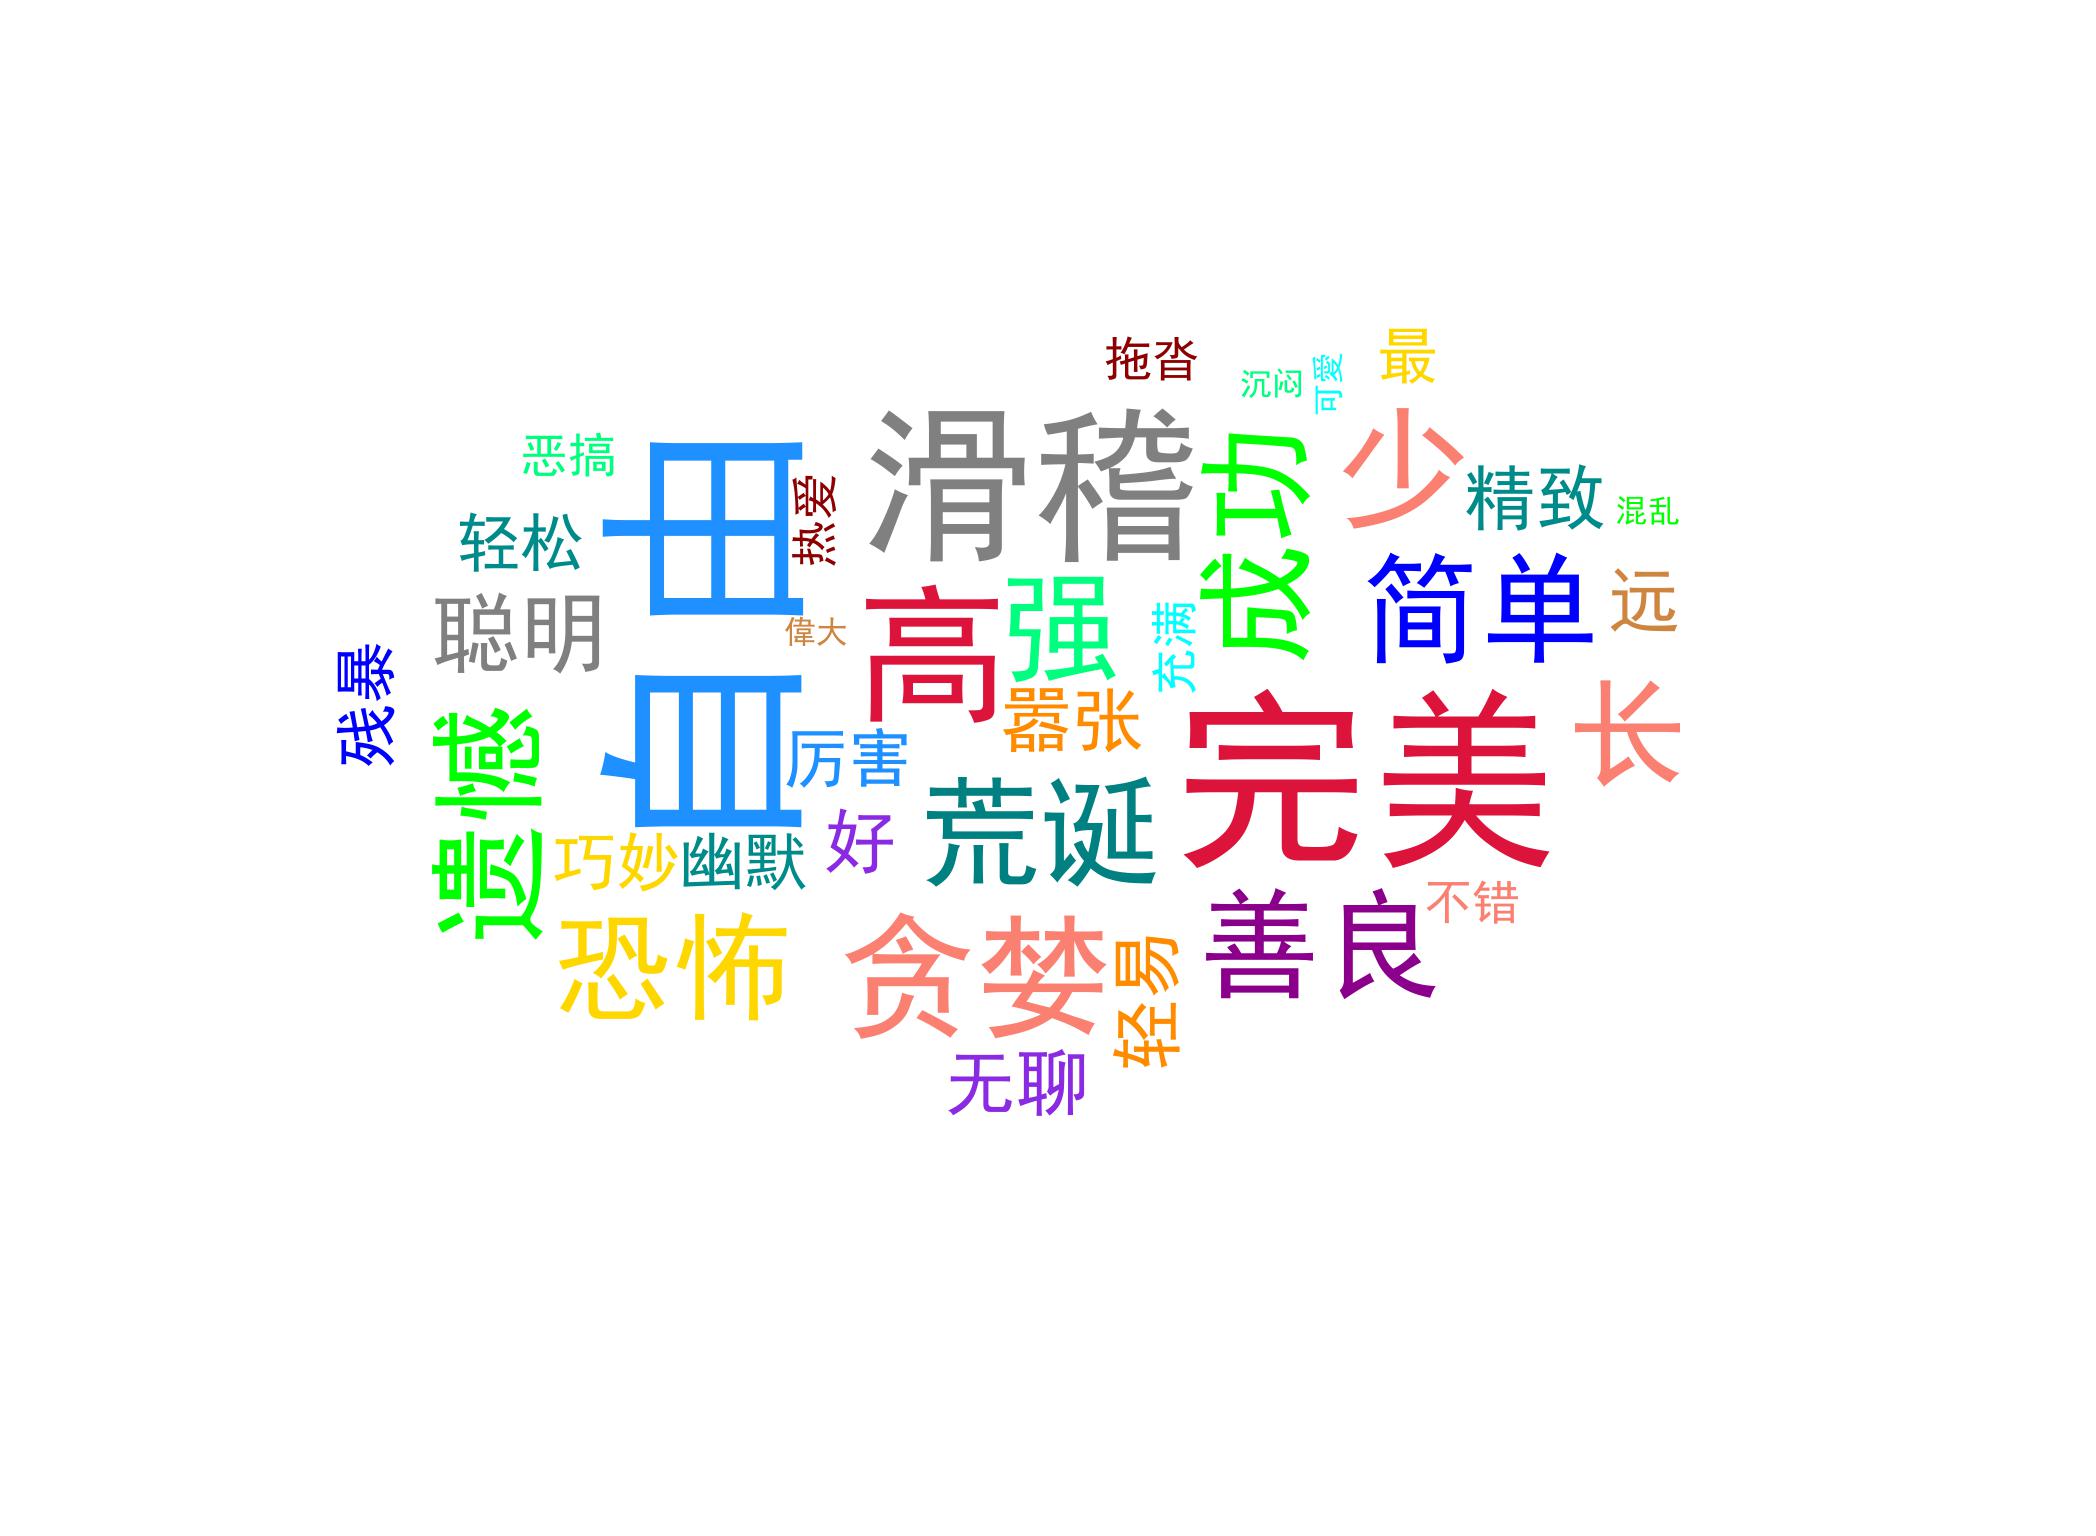 最
拖沓
沉闷
可爱
滑稽
少
成功
恶搞
自由
热爱
精致
混乱
轻松
简单
远
高
强
聪明
偉大
充满
残暴
嚣张
长
完美
遗憾
厉害
荒诞
好
巧妙
幽默
善良
不错
恐怖
贪婪
轻易
无聊